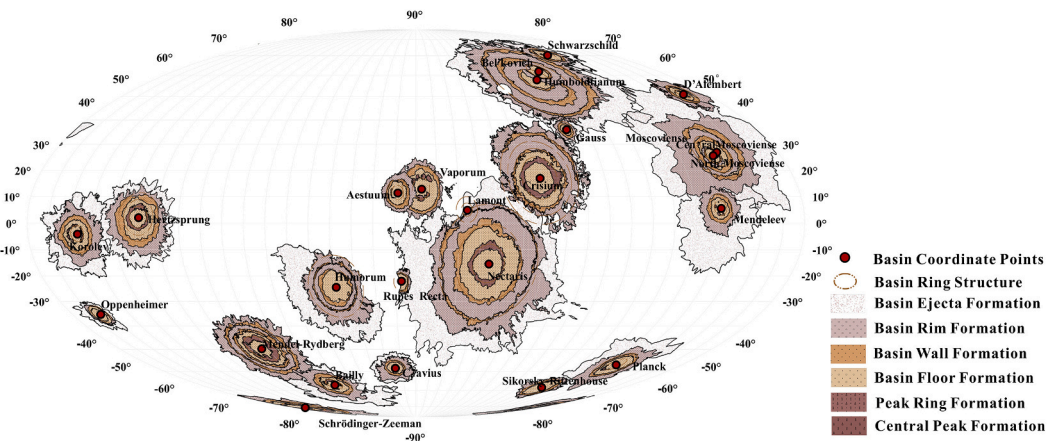 90°
80°
80°
70°
70°
60°
60°
50°
50°
40°
40°
30°
30°
20°
20°
10°
10°
0°
0°
-10°
-10°
-20°
-20°
-30°
-30°
-40°
-40°
-50°
-50°
-60°
-60°
-70°
-70°
-80°
-80°
-90°
Schwarzschild
Bel'kovich
Humboldtianum
D'Alembert
Gauss
Moscoviense
Central Moscoviense
North Moscoviense
Vaporum
Aestuum
Crisium
Lamont
Mendeleev
Hertzsprung
Korolev
Nectaris
Humorum
Rupes Recta
Oppenheimer
Mendel-Rydberg
Bailly
Planck
Schrödinger-Zeeman
Basin Coordinate Points
Basin Ring Structure
Basin Ejecta Formation
Basin Rim Formation
Basin Wall Formation
Basin Floor Formation
Peak Ring Formation
Central Peak Formation